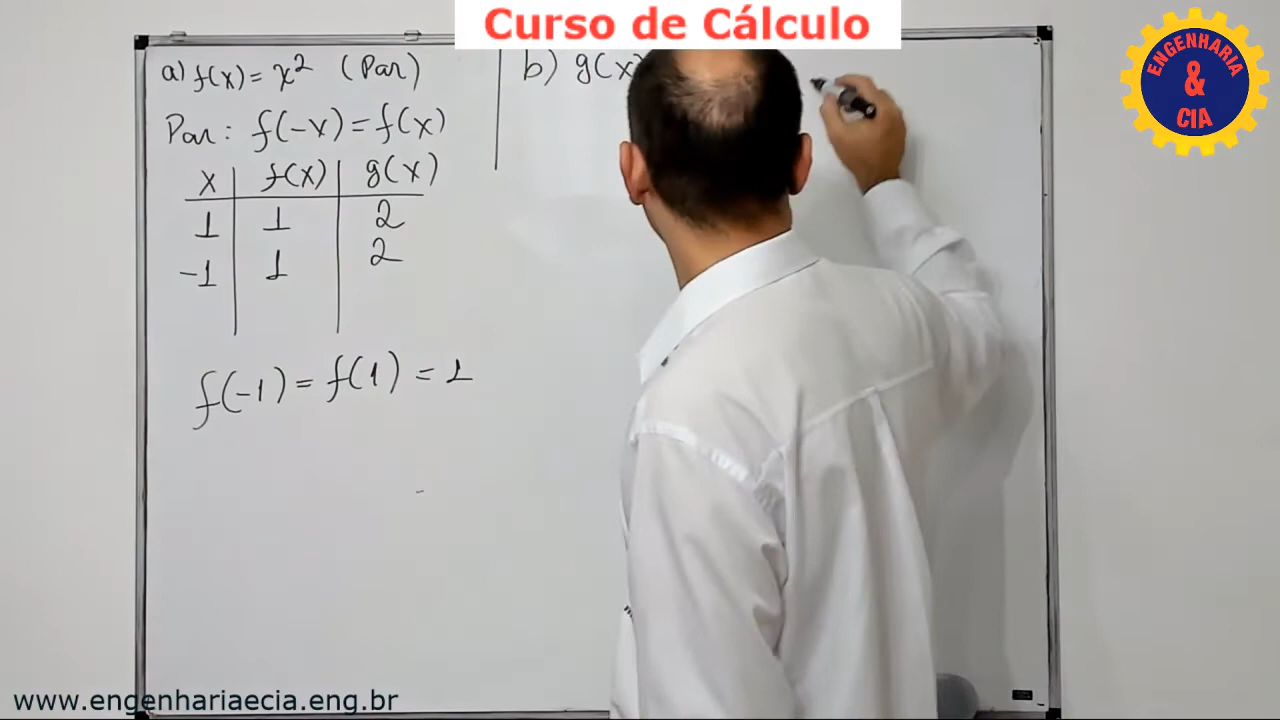 Curso de Cálculo
ENGENHARIA
&
CIA
a) f(x) = x² (Par)
Par: f(-x) = f(x)
x f(x) g(x)
1 1 2
-1 1 2
f(-1) = f(1) = 1
b) g(x)
www.engenhariaecia.eng.br